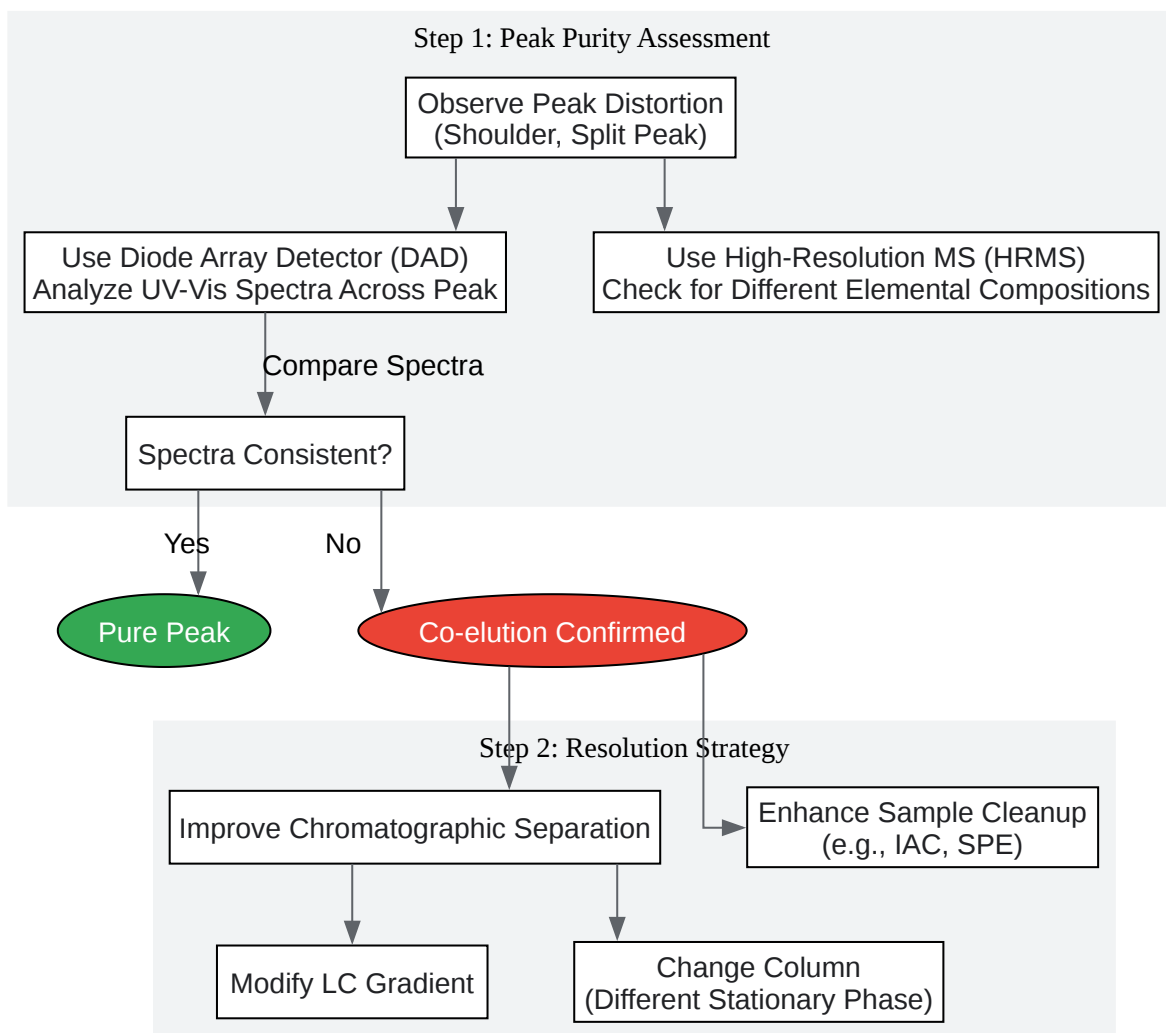 Step 1: Peak Purity Assessment
Observe Peak Distortion
(Shoulder, Split Peak)
Use Diode Array Detector (DAD)
Analyze UV-Vis Spectra Across Peak
Use High-Resolution MS (HRMS)
Check for Different Elemental Compositions
Compare Spectra
Spectra Consistent?
Yes
No
Pure Peak
Co-elution Confirmed
Step 2: Resolution Strategy
Improve Chromatographic Separation
Enhance Sample Cleanup
(e.g., IAC, SPE)
Modify LC Gradient
Change Column
(Different Stationary Phase)